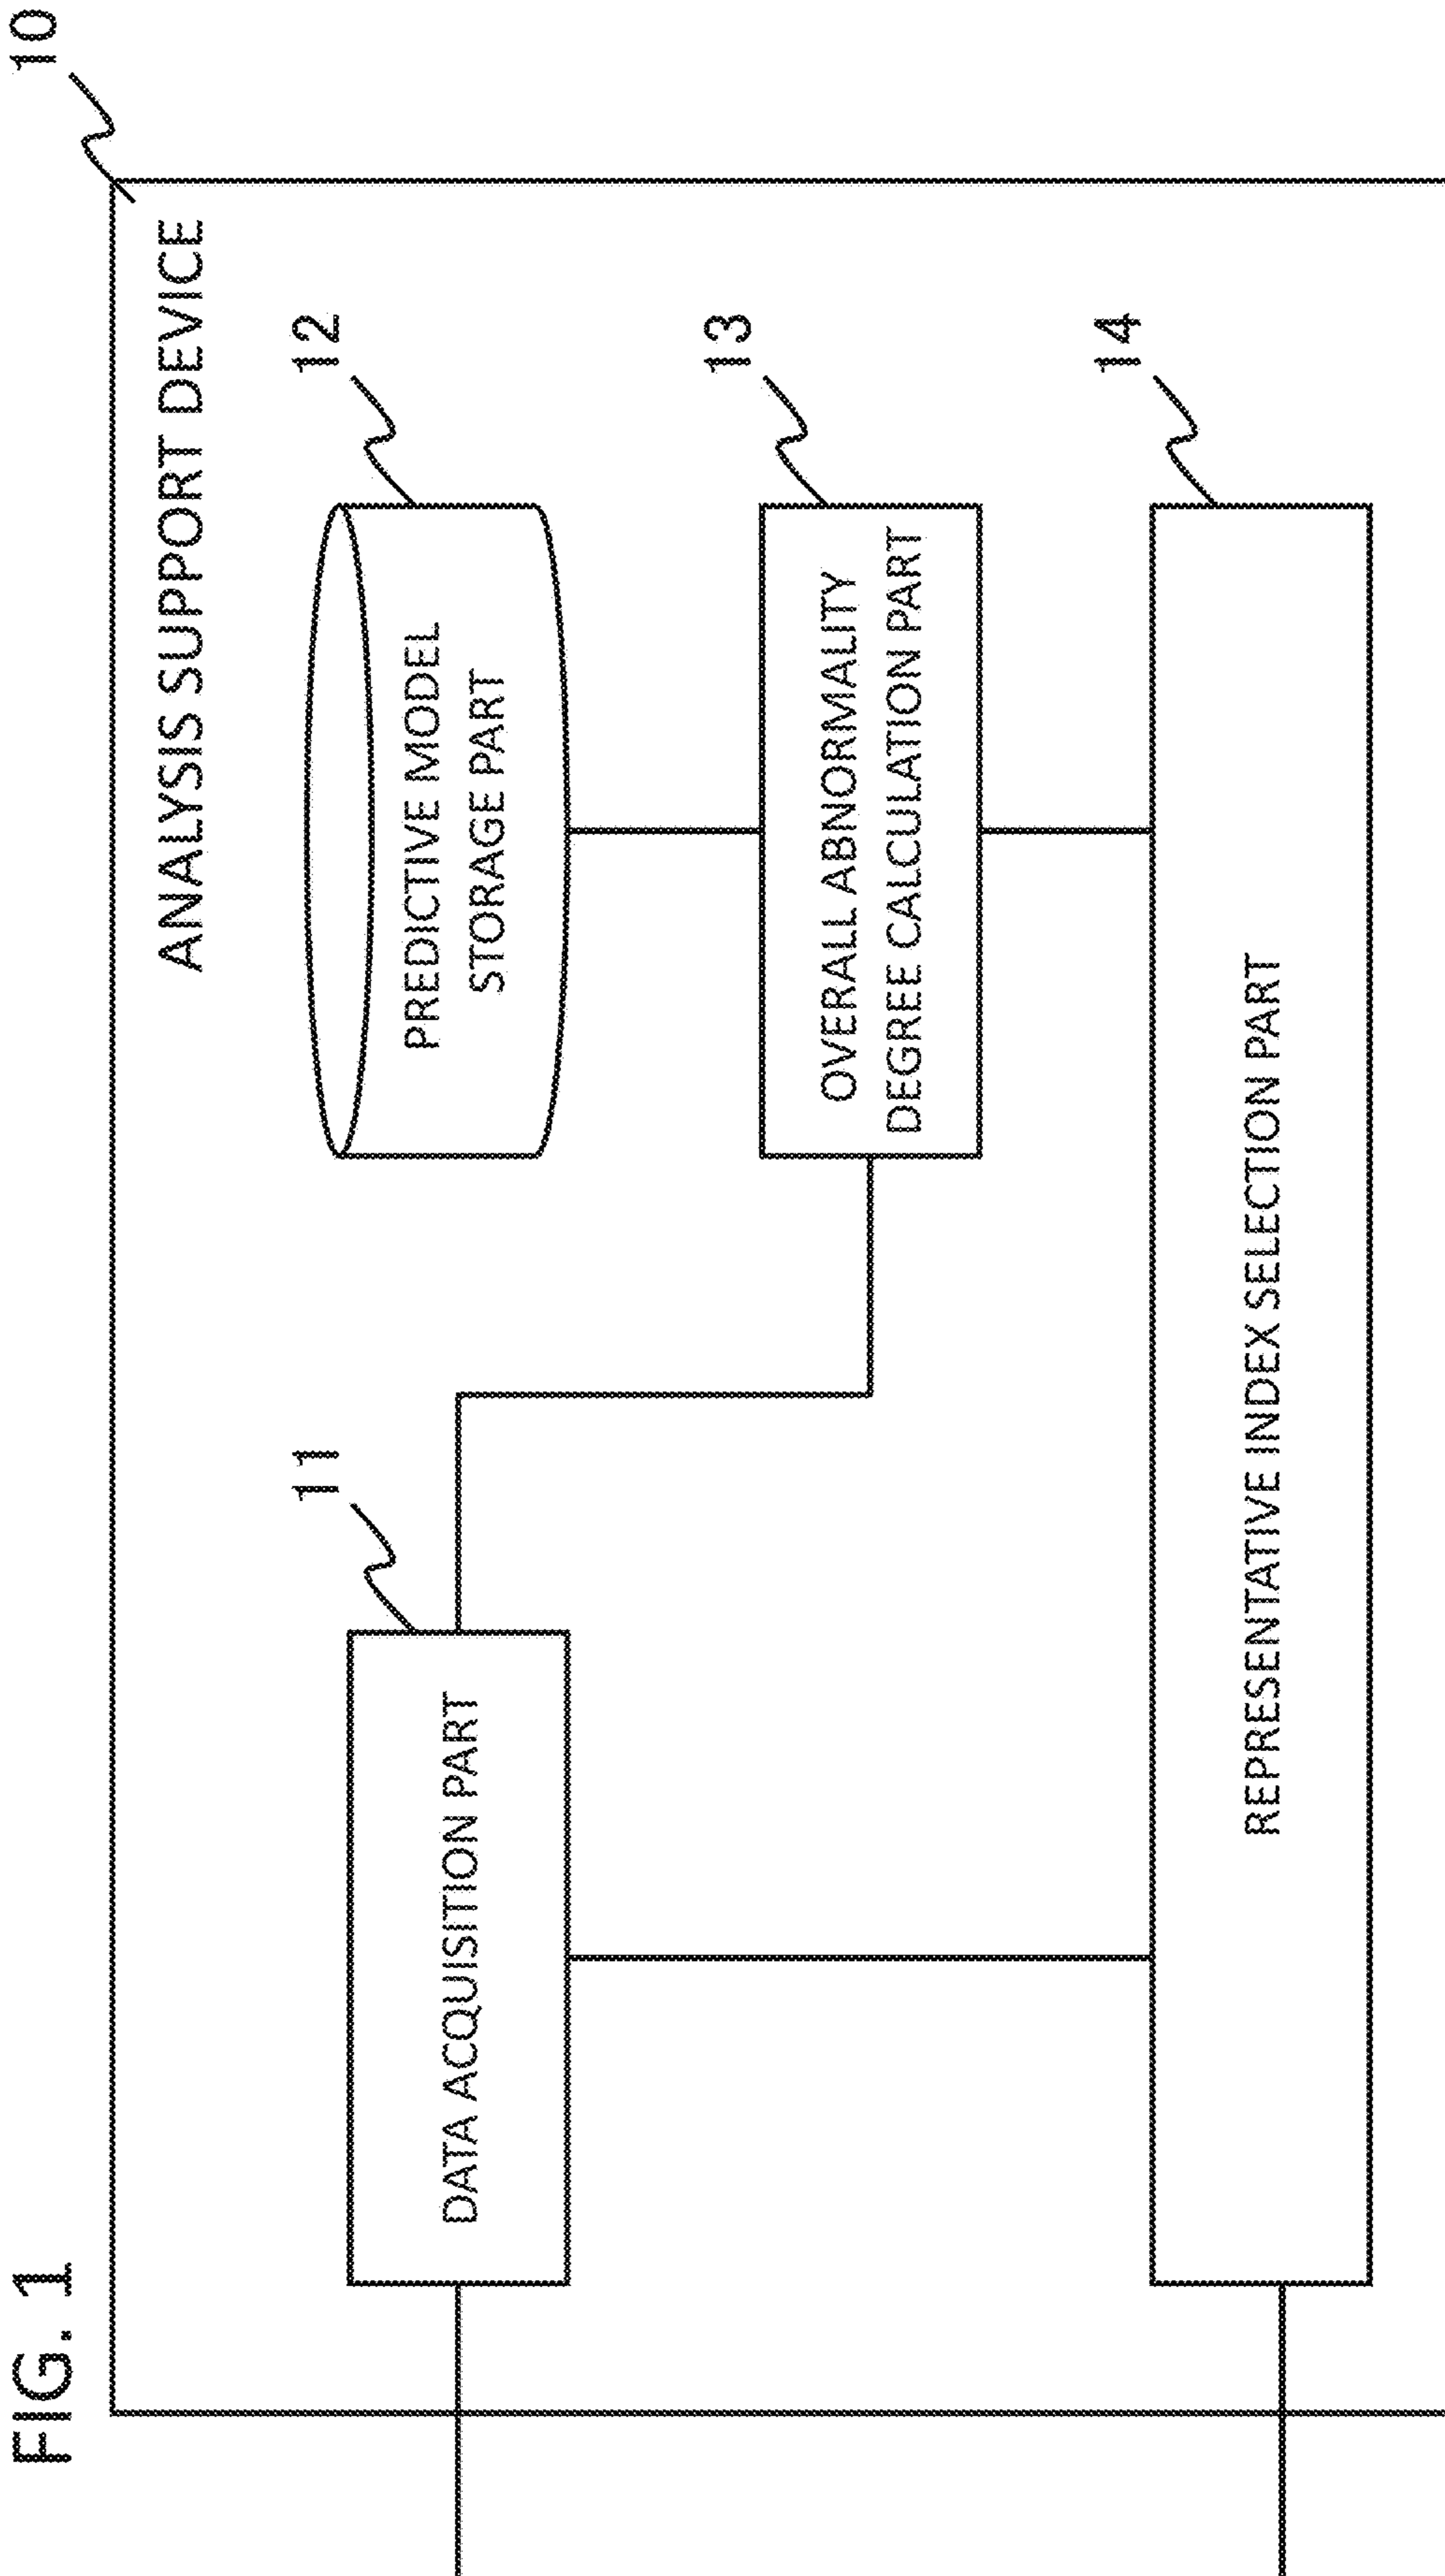 FIG. 1
10
ANALYSIS SUPPORT DEVICE
11
12
DATA ACQUISITION PART
PREDICTIVE MODEL
STORAGE PART
13
OVERALL ABNORMALITY
DEGREE CALCULATION PART
14
REPRESENTATIVE INDEX SELECTION PART